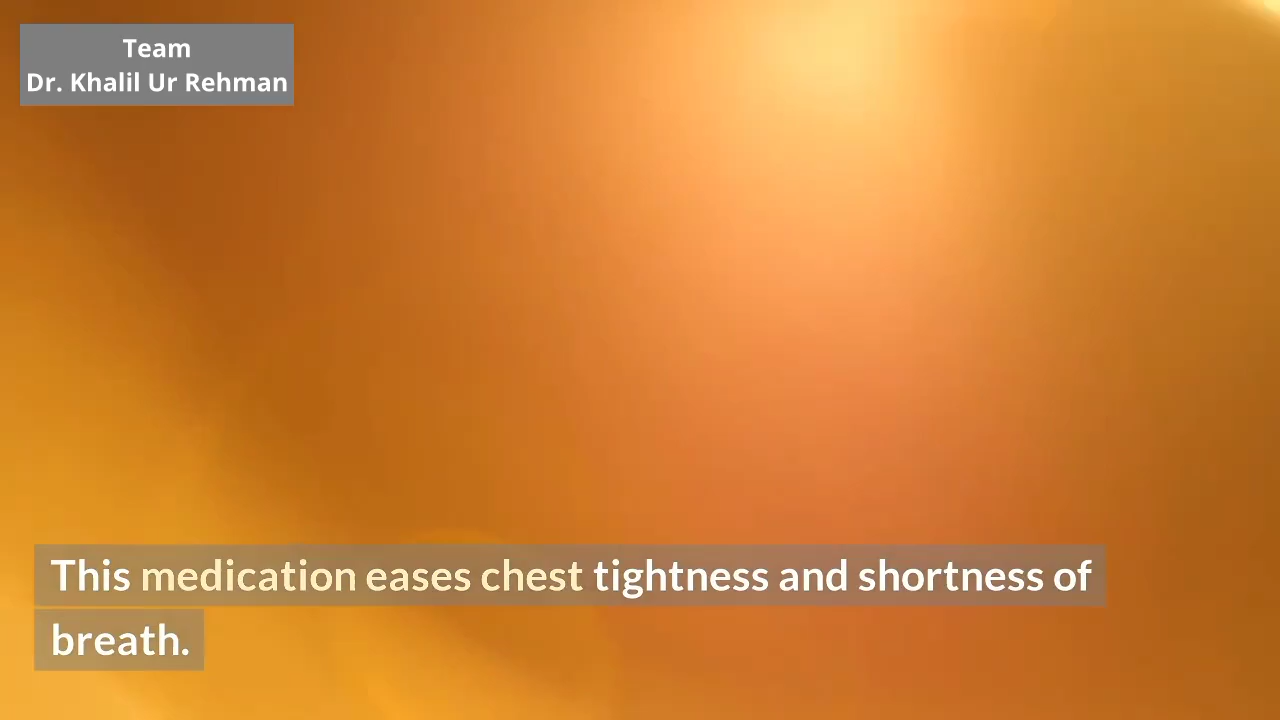 Team
Dr. Khalil Ur Rehman
This medication eases chest tightness and shortness of
breath.